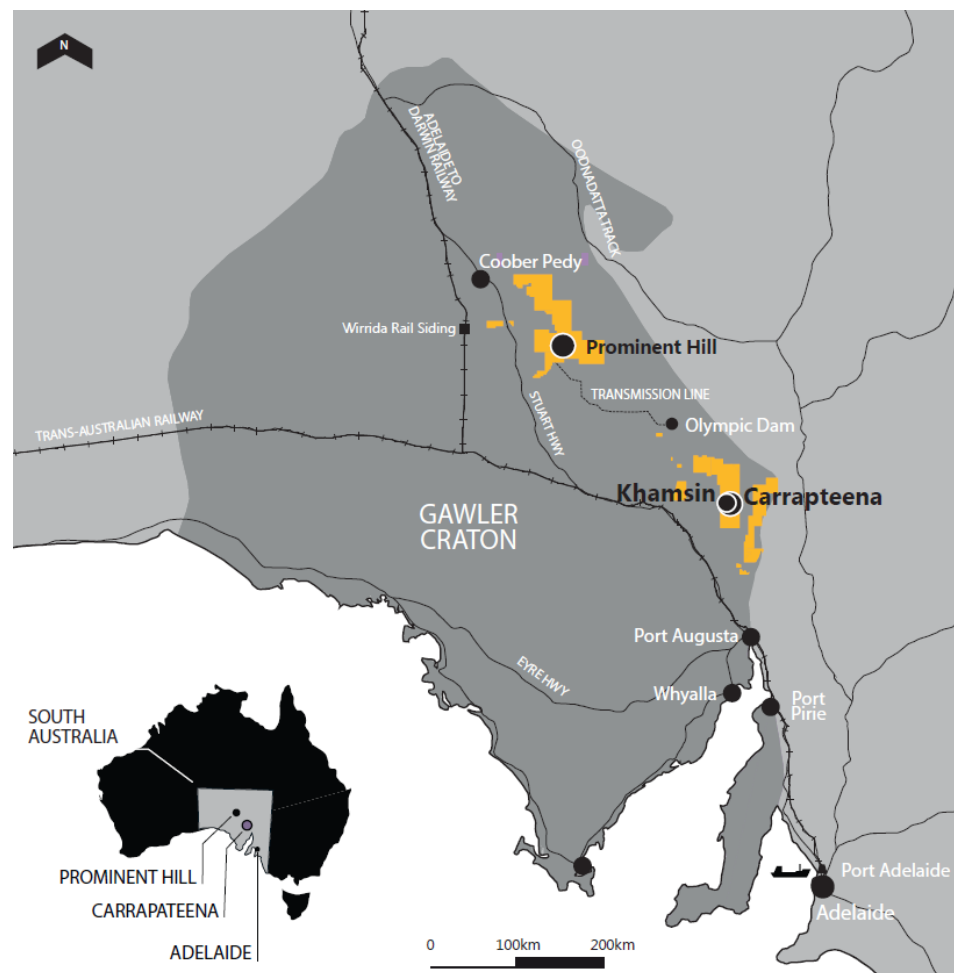 N
ADELAIDE TO
DARWIN RAILWAY
OODNADATTA TRACK
Coober Pedy
Wirrida Rail Siding
Prominent Hill
TRANSMISSION LINE
STUART HWY
TRANS-AUSTRALIAN RAILWAY
Olympic Dam
Khamsin
Carrapteena
GAWLER
CRATON
Port Augusta
EYRE HWY
Whyalla
Port
Pirie
SOUTH
AUSTRALIA
PROMINENT HILL
CARRAPATEENA
ADELAIDE
Port Adelaide
Adelaide
0 100km 200km